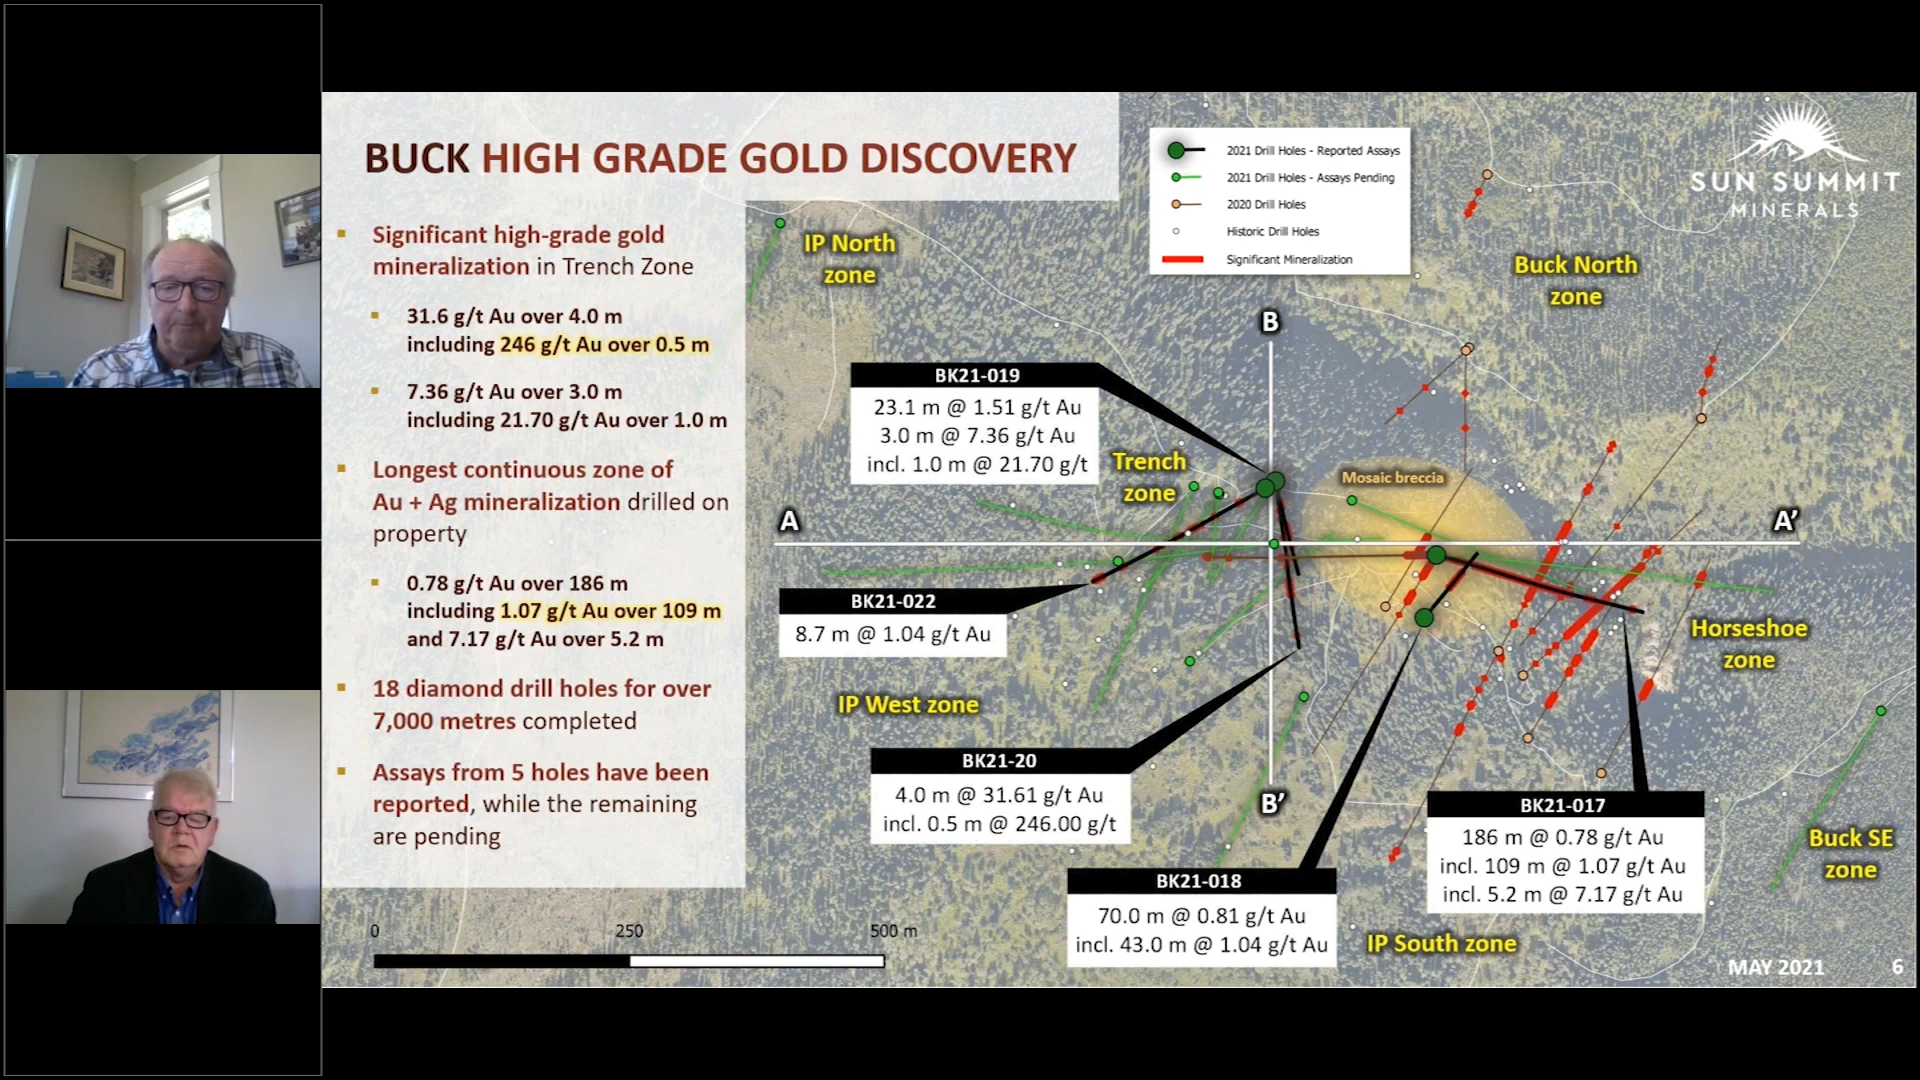 BUCK HIGH GRADE GOLD DISCOVERY
Significant high-grade gold
mineralization in Trench Zone
31.6 g/t Au over 4.0 m
including 246 g/t Au over 0.5 m
7.36 g/t Au over 3.0 m
including 21.70 g/t Au over 1.0 m
Longest continuous zone of
Au + Ag mineralization drilled on
property
0.78 g/t Au over 186 m
including 1.07 g/t Au over 109 m
and 7.17 g/t Au over 5.2 m
18 diamond drill holes for over
7,000 metres completed
Assays from 5 holes have been
reported, while the remaining
are pending
0 250 500 m
2021 Drill Holes - Reported Assays
2021 Drill Holes - Assays Pending
2020 Drill Holes
Historic Drill Holes
Significant Mineralization
SUN SUMMIT
MINERALS
IP North
zone
Buck North
zone
B
BK21-019
23.1 m @ 1.51 g/t Au
3.0 m @ 7.36 g/t Au
incl. 1.0 m @ 21.70 g/t
Trench
zone
Mosaic breccia
A
A’
BK21-022
8.7 m @ 1.04 g/t Au
Horseshoe
zone
IP West zone
BK21-20
4.0 m @ 31.61 g/t Au
incl. 0.5 m @ 246.00 g/t
B’
BK21-017
186 m @ 0.78 g/t Au
incl. 109 m @ 1.07 g/t Au
incl. 5.2 m @ 7.17 g/t Au
Buck SE
zone
BK21-018
70.0 m @ 0.81 g/t Au
incl. 43.0 m @ 1.04 g/t Au
IP South zone
MAY 2021 6